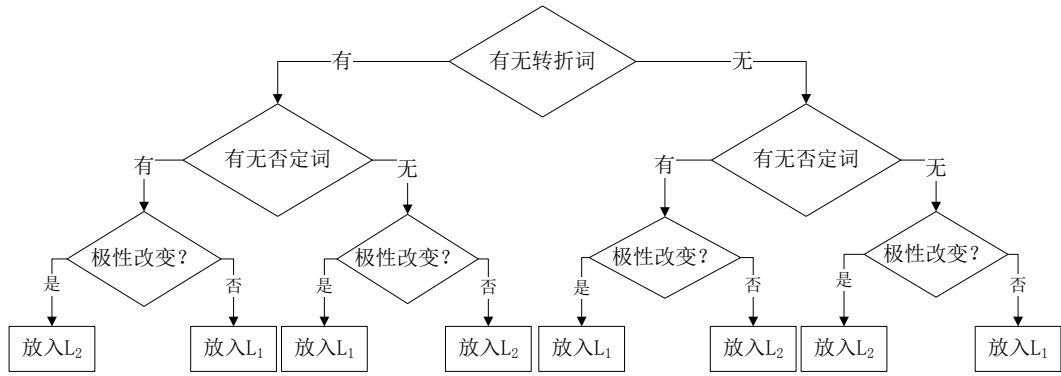 有无转折词
有
无
有无否定词
有无否定词
有
无
有
无
极性改变？
极性改变？
极性改变？
极性改变？
是
否
是
否
是
否
是
否
放入L₂
放入L₁
放入L₁
放入L₂
放入L₁
放入L₂
放入L₂
放入L₁